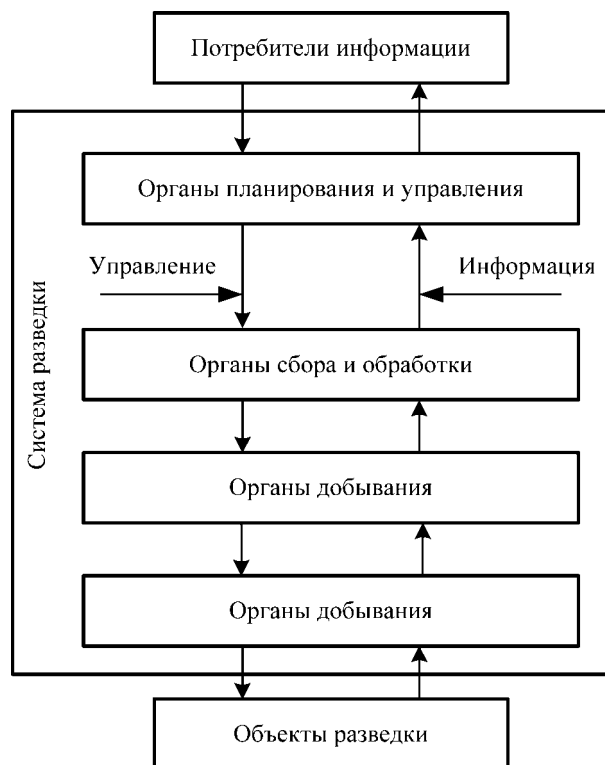 Потребители информации
Органы планирования и управления
Управление
Информация
Система разведки
Органы сбора и обработки
Органы добывания
Органы добывания
Объекты разведки